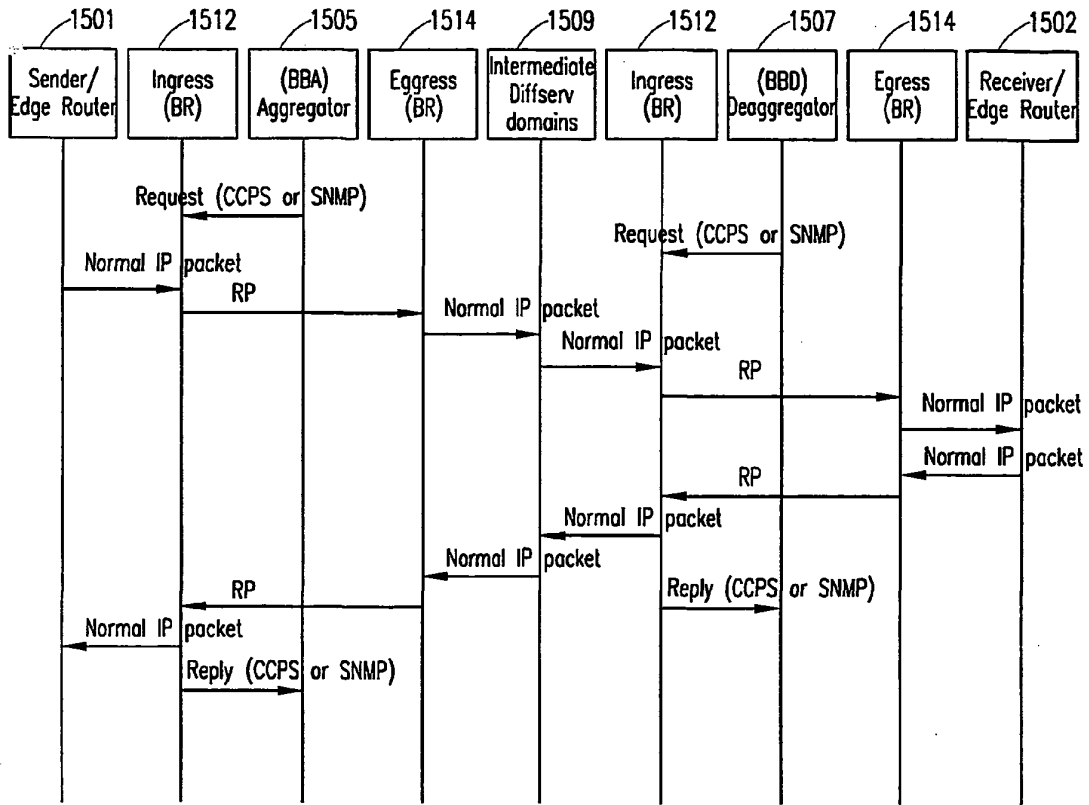 1501
1512
1505
1514
1509
1512
1507
1514
1502
Sender/
Edge Router
Ingress
(BR)
(BBA)
Aggregator
Eggress
(BR)
Intermediate
Diffserv
domains
Ingress
(BR)
(BBD)
Deaggregator
Egress
(BR)
Receiver/
Edge Router
Request (CCPS or SNMP)
Request (CCPS or SNMP)
Normal IP packet
RP
Normal IP packet
Normal IP packet
RP
Normal IP packet
Normal IP packet
RP
Normal IP packet
Normal IP packet
RP
Reply (CCPS or SNMP)
Normal IP packet
Reply (CCPS or SNMP)